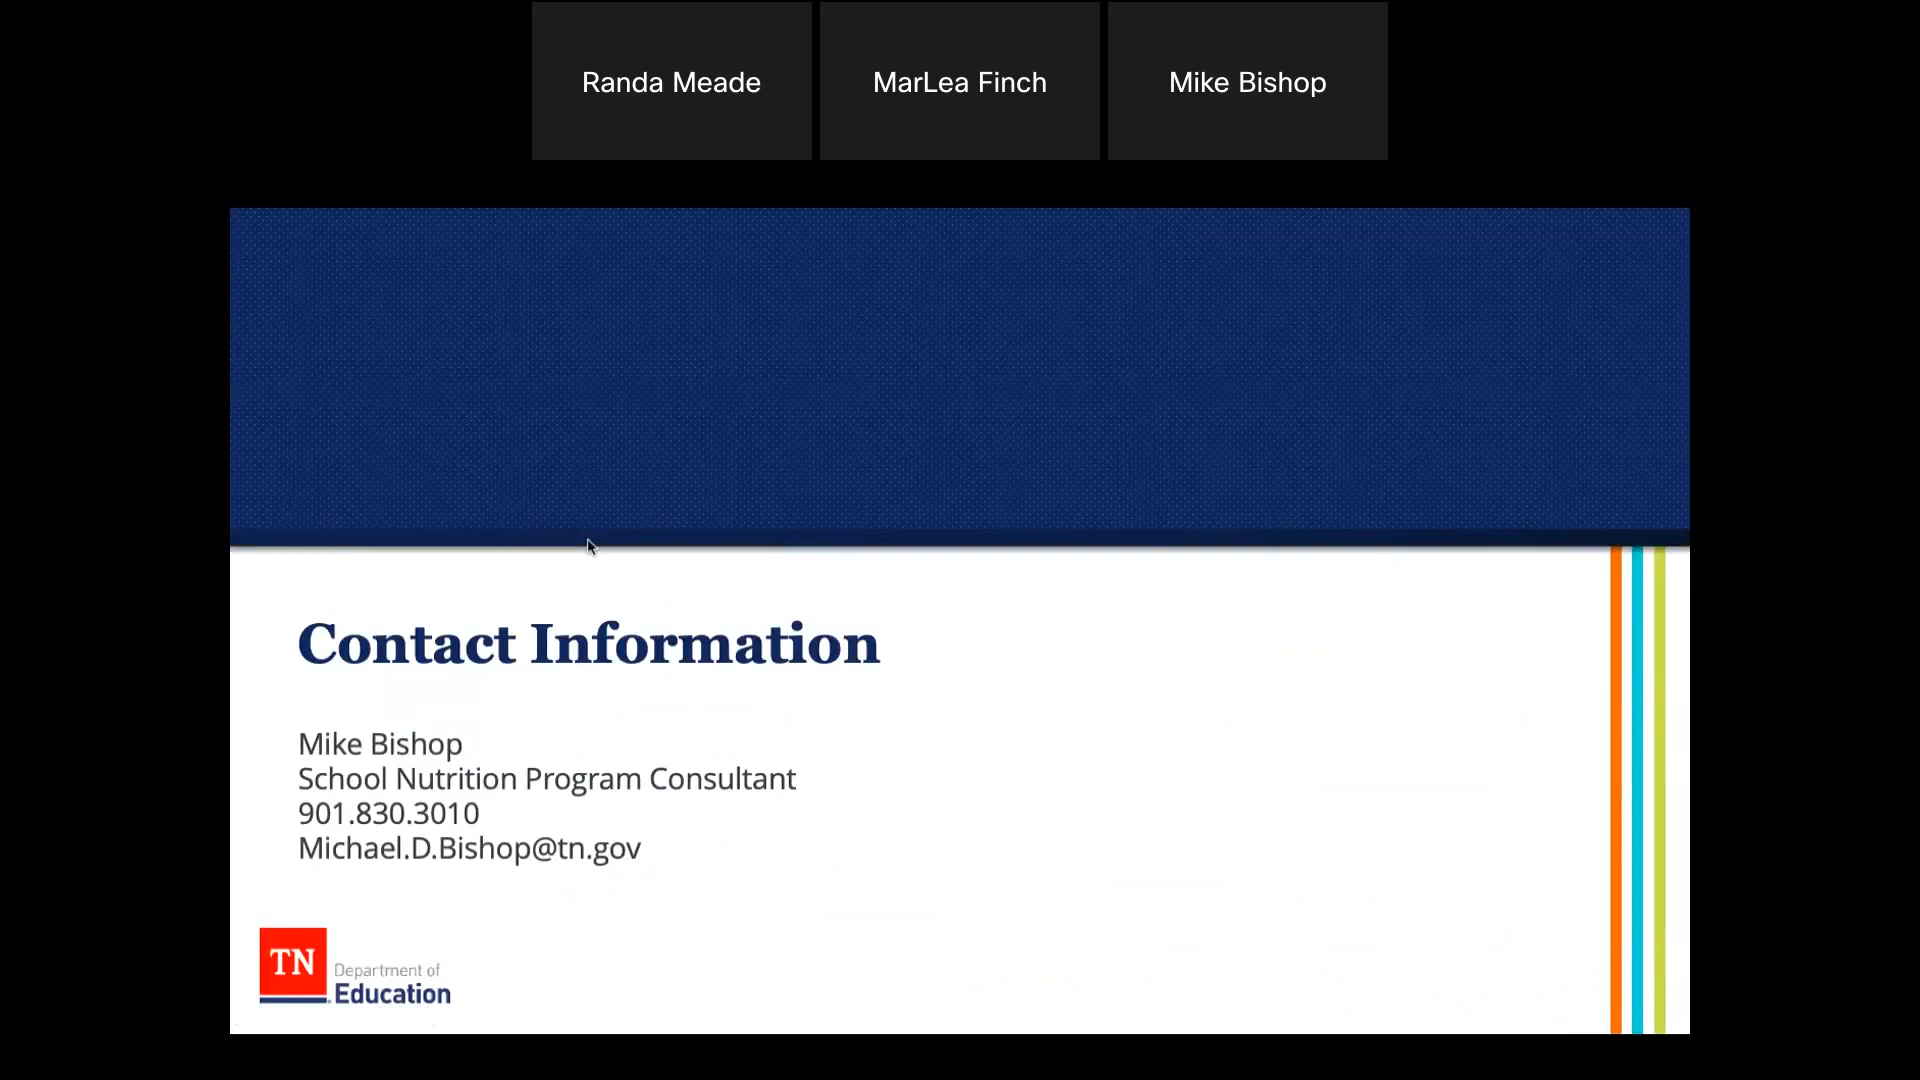 Randa Meade
MarLea Finch
Mike Bishop
Contact Information
Mike Bishop
School Nutrition Program Consultant
901.830.3010
Michael.D.Bishop@tn.gov
TN
Department of
Education